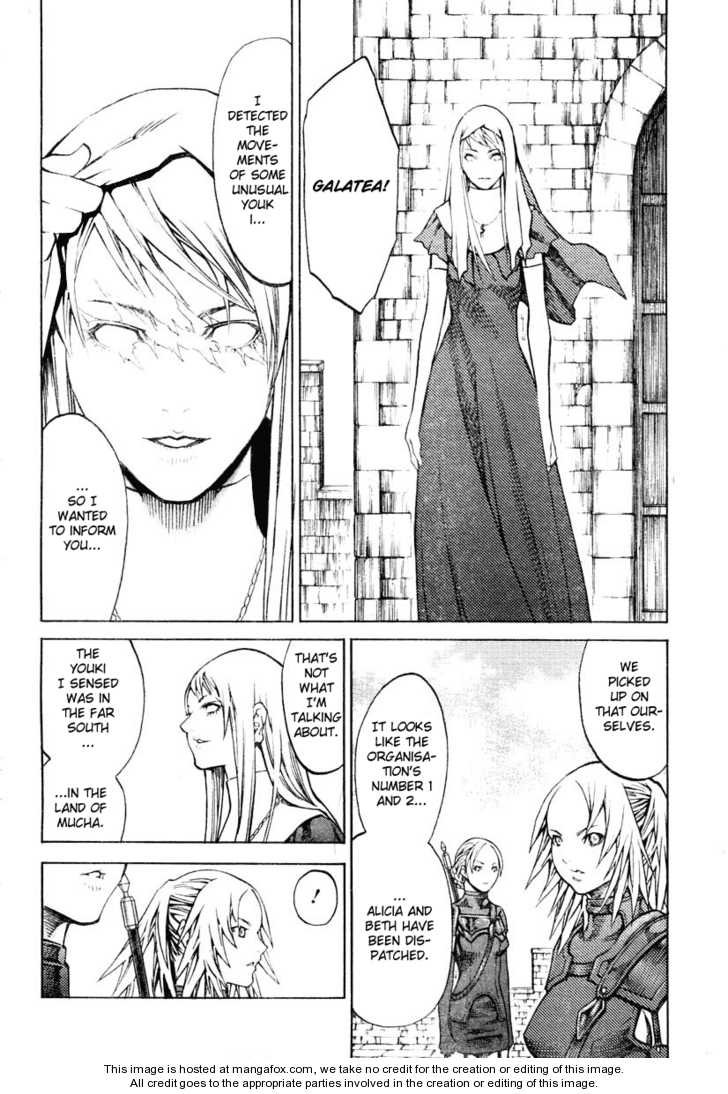 GALATEA!
I
DETECTED
THE
MOVE-
MENTS
OF SOME
UNUSUAL
YOUK
I...
...
SO I
WANTED
TO INFORM
YOU...
WE
PICKED
UP ON
THAT OUR-
SELVES.
IT LOOKS
LIKE THE
ORGANISA-
TION'S
NUMBER 1
AND 2...
...
ALICIA AND
BETH HAVE
BEEN DIS-
PATCHED.
THAT'S
NOT
WHAT
I'M
TALKING
ABOUT.
THE
YOUKI
I SENSED
WAS IN
THE FAR
SOUTH
...
...IN THE
LAND OF
MUCHA.
!
This image is hosted at mangafox.com, we take no credit for the creation or editing of this image.
All credit goes to the appropriate parties involved in the creation or editing of this image.